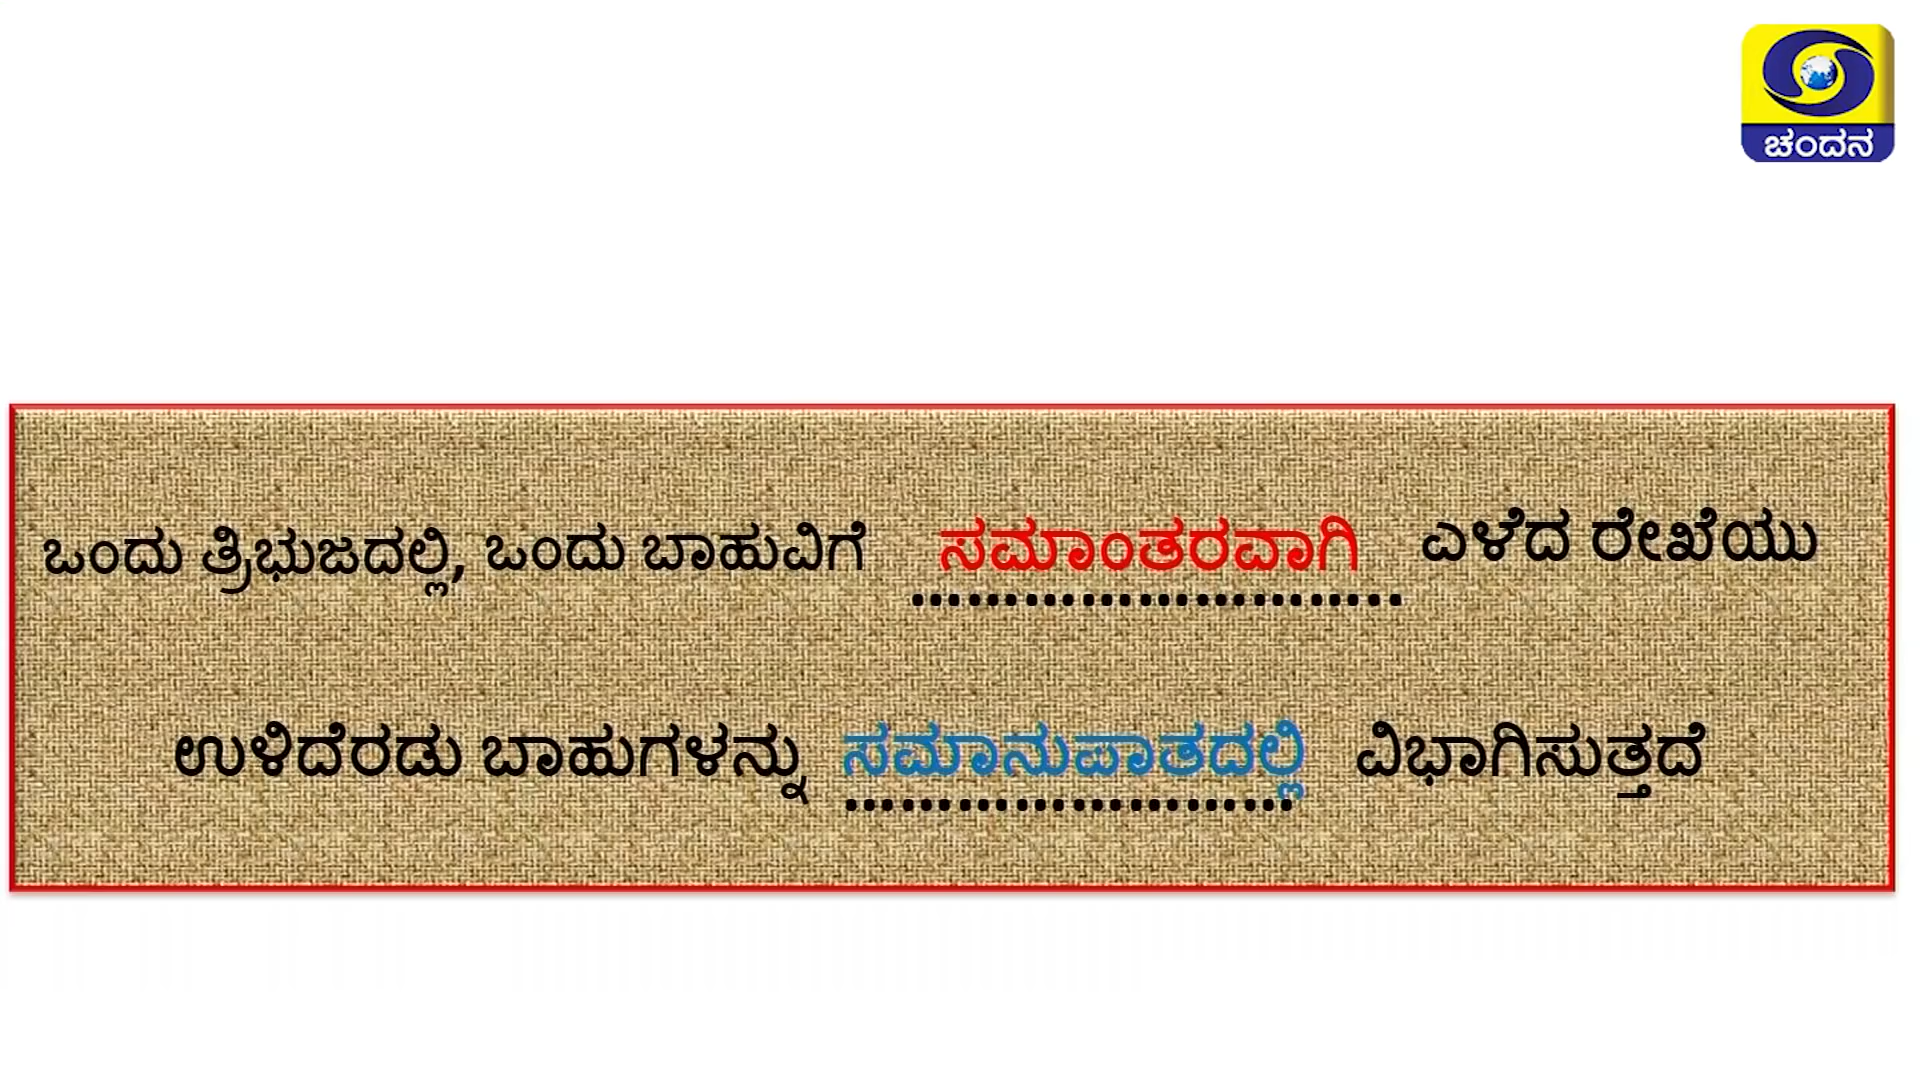 ಚಂದನ
ಒಂದು ತ್ರಿಭುಜದಲ್ಲಿ, ಒಂದು ಬಾಹುವಿಗೆ ಸಮಾಂತರವಾಗಿ ಎಳೆದ ರೇಖೆಯು
ಉಳಿದೆರಡು ಬಾಹುಗಳನ್ನು ಸಮಾನುಪಾತದಲ್ಲಿ ವಿಭಾಗಿಸುತ್ತದೆ